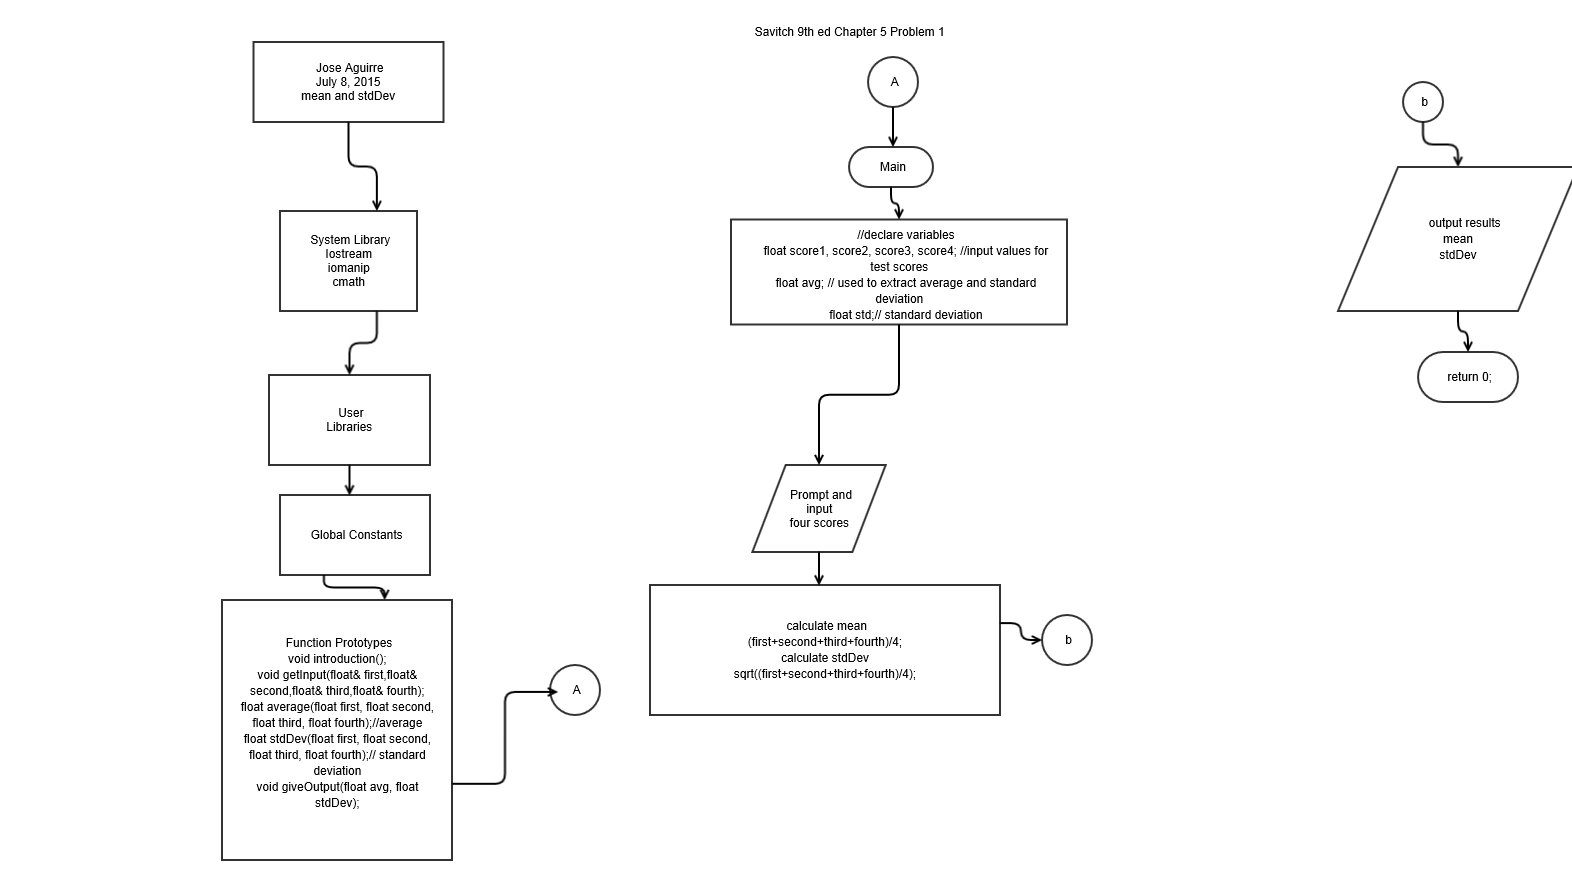 Savitch 9th ed Chapter 5 Problem 1
Jose Aguirre
July 8, 2015
mean and stdDev
System Library
Iostream
iomanip
cmath
User
Libraries
Global Constants
Function Prototypes
void introduction();
void getInput(float& first,float&
second,float& third,float& fourth);
float average(float first, float second,
float third, float fourth);//average
float stdDev(float first, float second,
float third, float fourth);// standard
deviation
void giveOutput(float avg, float
stdDev);
A
A
Main
//declare variables
float score1, score2, score3, score4; //input values for
test scores
float avg; // used to extract average and standard
deviation
float std;// standard deviation
Prompt and
input
four scores
calculate mean
(first+second+third+fourth)/4;
calculate stdDev
sqrt((first+second+third+fourth)/4);
b
b
output results
mean
stdDev
return 0;